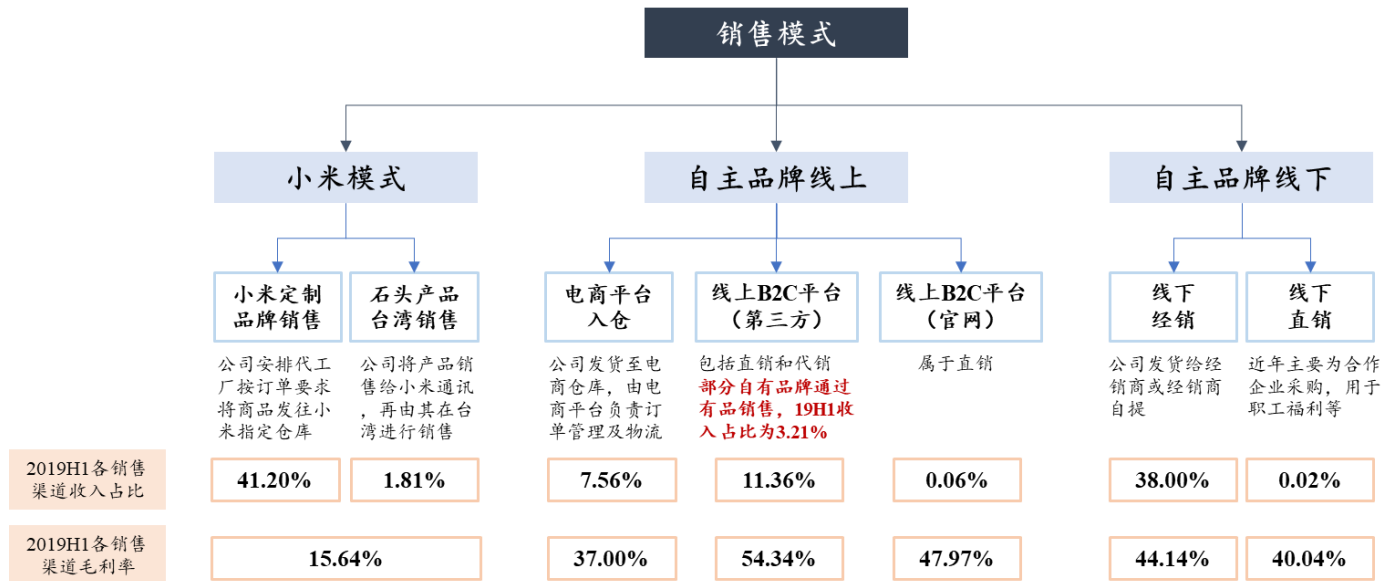 销售模式
小米模式
自主品牌线上
自主品牌线下
小米定制
品牌销售
石头产品
台湾销售
电商平台
入仓
线上B2C平台
（第三方）
线上B2C平台
（官网）
线下
经销
线下
直销
公司安排代工
厂按订单要求
将商品发往小
米指定仓库
公司将产品销
售给小米通讯
，再由其在台
湾进行销售
公司发货至电
商仓库，由电
商平台负责订
单管理及物流
包括直销和代销
部分自有品牌通过
有品销售，19H1收
入占比为3.21%
属于直销
公司发货给经
销商或经销商
自提
近年主要为合作
企业采购，用于
职工福利等
2019H1各销售
渠道收入占比
41.20%
1.81%
7.56%
11.36%
0.06%
38.00%
0.02%
2019H1各销售
渠道毛利率
15.64%
37.00%
54.34%
47.97%
44.14%
40.04%